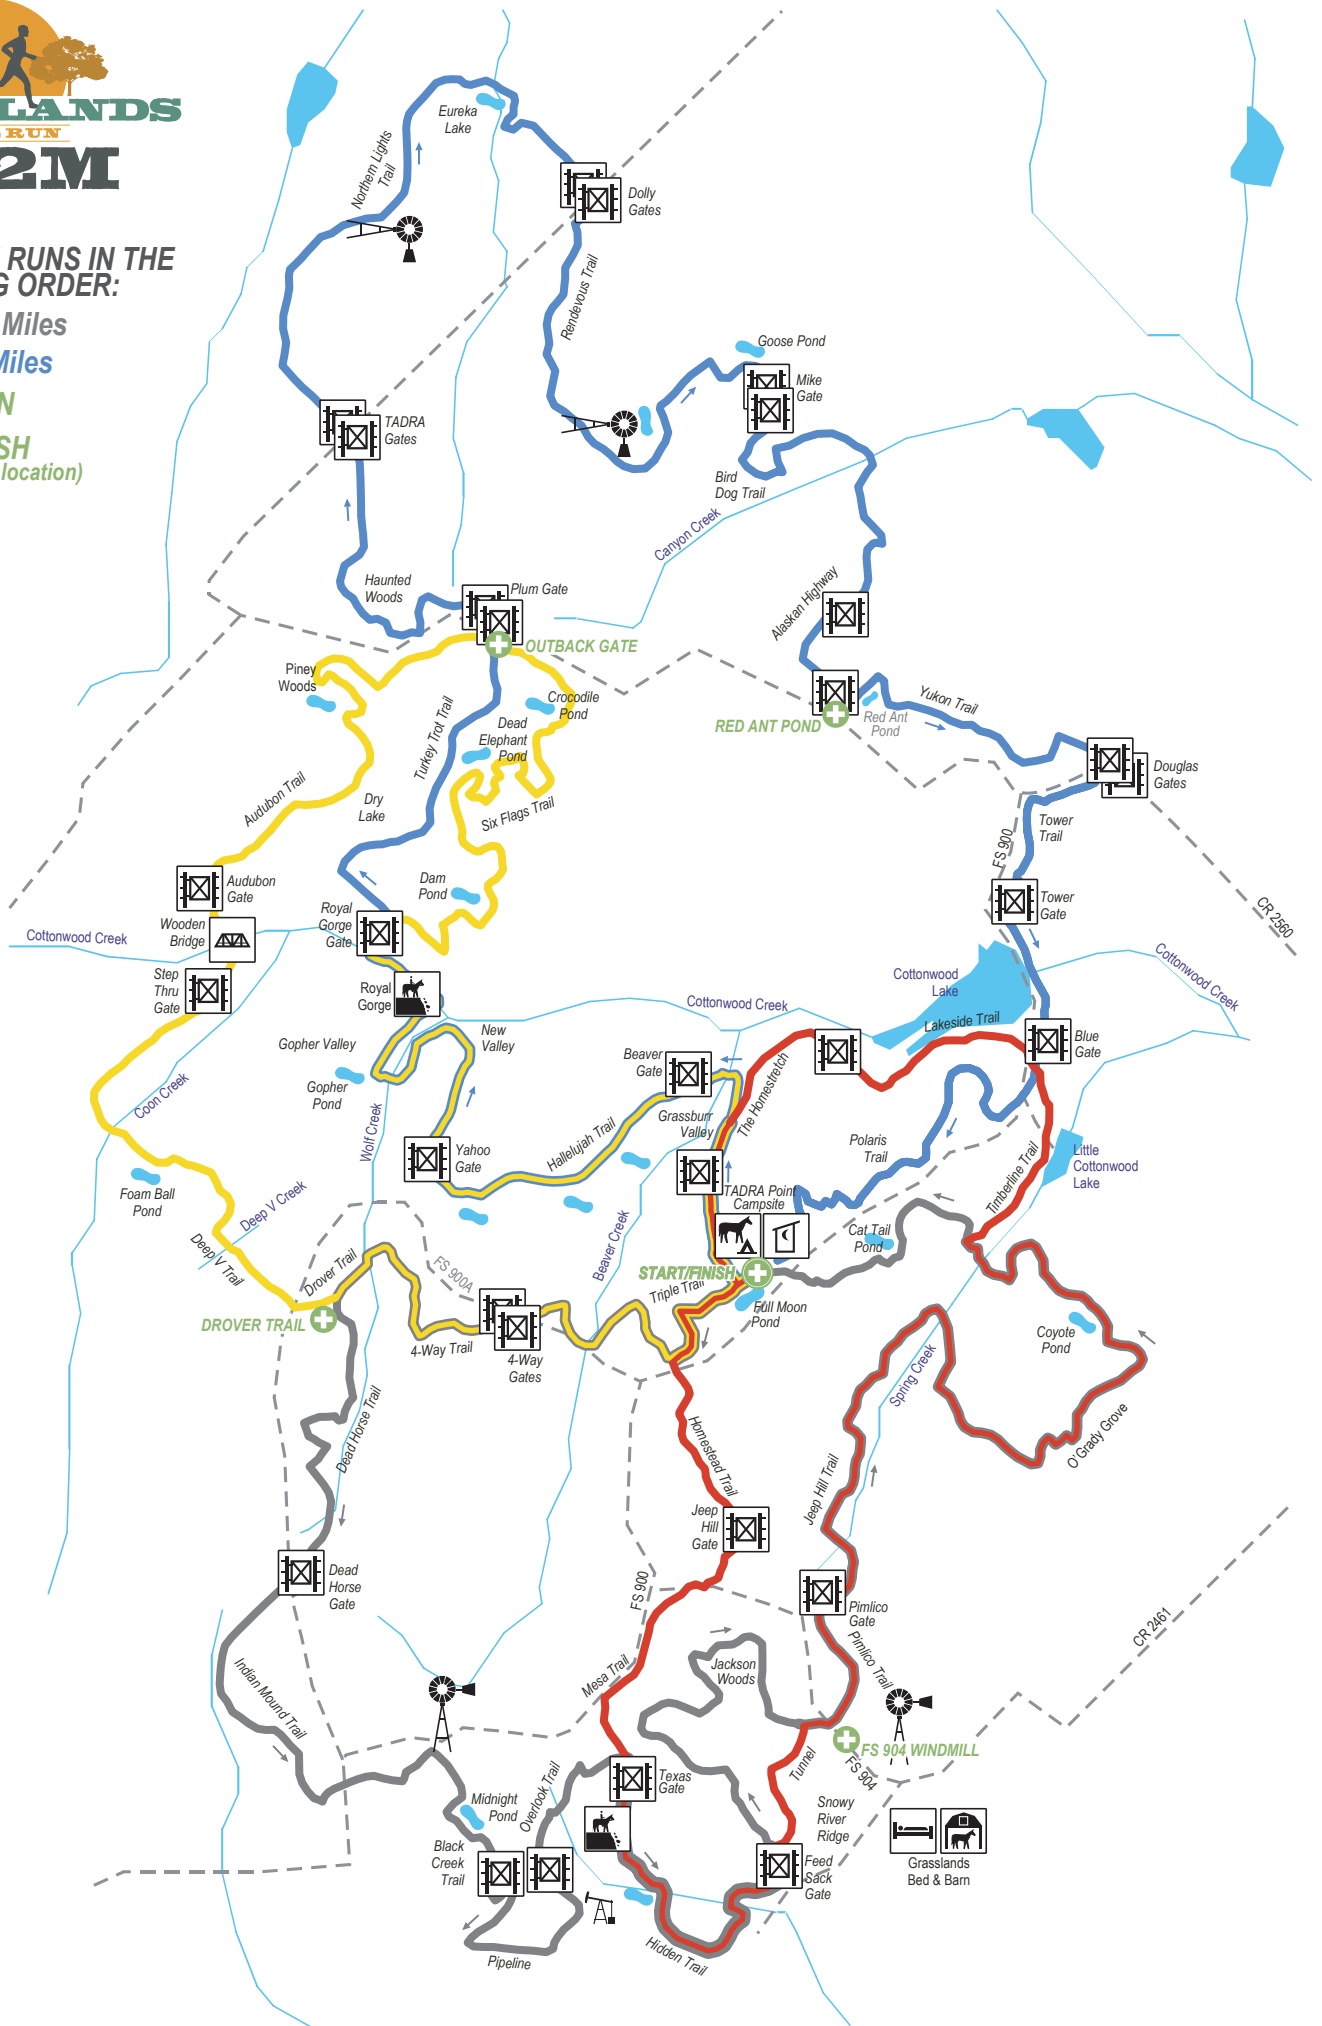 LANDS
RUN
2M
RUNS IN THE
G ORDER:
Miles
Miles
N
SH
location)
Eureka
Lake
Northern Lights
Trail
Dolly
Gates
Rendevous Trail
Goose Pond
Mike
Gate
TADRA
Gates
Bird
Dog Trail
Canyon Creek
Haunted
Woods
Plum Gate
Alaskan Highway
OUTBACK GATE
Piney
Woods
Crocodile
Pond
Turkey Trot Trail
Dead
Elephant
Pond
RED ANT POND
Red Ant
Pond
Yukon Trail
Douglas
Gates
Audubon Trail
Dry
Lake
Six Flags Trail
Tower
Trail
FS 900
Audubon
Gate
Dam
Pond
Tower
Gate
CR 2560
Royal
Gorge
Gate
Wooden
Bridge
Cottonwood Creek
Step
Thru
Gate
Royal
Gorge
Cottonwood
Lake
Cottonwood Creek
Cottonwood Creek
Lakeside Trail
New
Valley
Gopher Valley
Beaver
Gate
Blue
Gate
Gopher
Pond
Coon Creek
The Homestretch
Grassburr
Valley
Wolf Creek
Hallelujah Trail
Polaris
Trail
Yahoo
Gate
Little
Cottonwood
Lake
Timberline Trail
Foam Ball
Pond
Deep V Creek
TADRA Point
Campsite
Beaver Creek
Cat Tail
Pond
Deep V Trail
Drover Trail
FS 900A
START/FINISH
Triple Trail
Full Moon
Pond
DROVER TRAIL
4-Way Trail
4-Way
Gates
Coyote
Pond
Spring Creek
Dead Horse Trail
Homestead Trail
O'Grady Grove
Jeep Hill Trail
Jeep
Hill
Gate
Dead
Horse
Gate
FS 900
Pimlico
Gate
CR 2461
Pimlico Trail
Indian Mound Trail
Mesa Trail
Jackson
Woods
FS 904 WINDMILL
FS 904
Tunnel
Overlook Trail
Texas
Gate
Midnight
Pond
Snowy
River
Ridge
Black
Creek
Trail
Feed
Sack
Gate
Grasslands
Bed & Barn
Hidden Trail
Pipeline